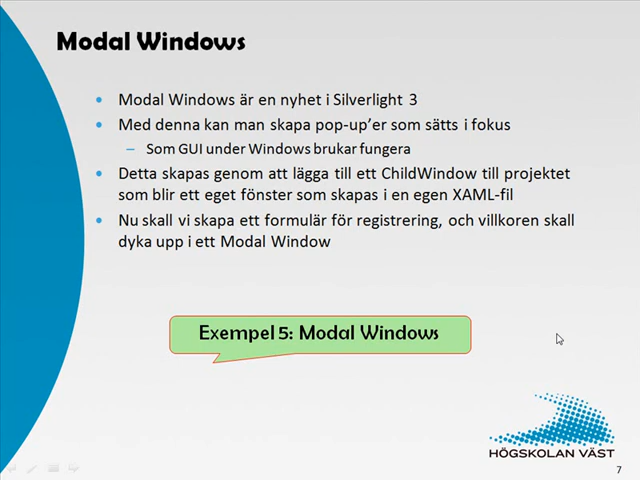 Modal Windows
• Modal Windows är en nyhet i Silverlight 3
• Med denna kan man skapa pop-up'er som sätts i fokus
– Som GUI under Windows brukar fungera
• Detta skapas genom att lägga till ett ChildWindow till projektet
som blir ett eget fönster som skapas i en egen XAML-fil
• Nu skall vi skapa ett formulär för registrering, och villkoren skall
dyka upp i ett Modal Window
Exempel 5: Modal Windows
HÖGSKOLAN VÄST
7